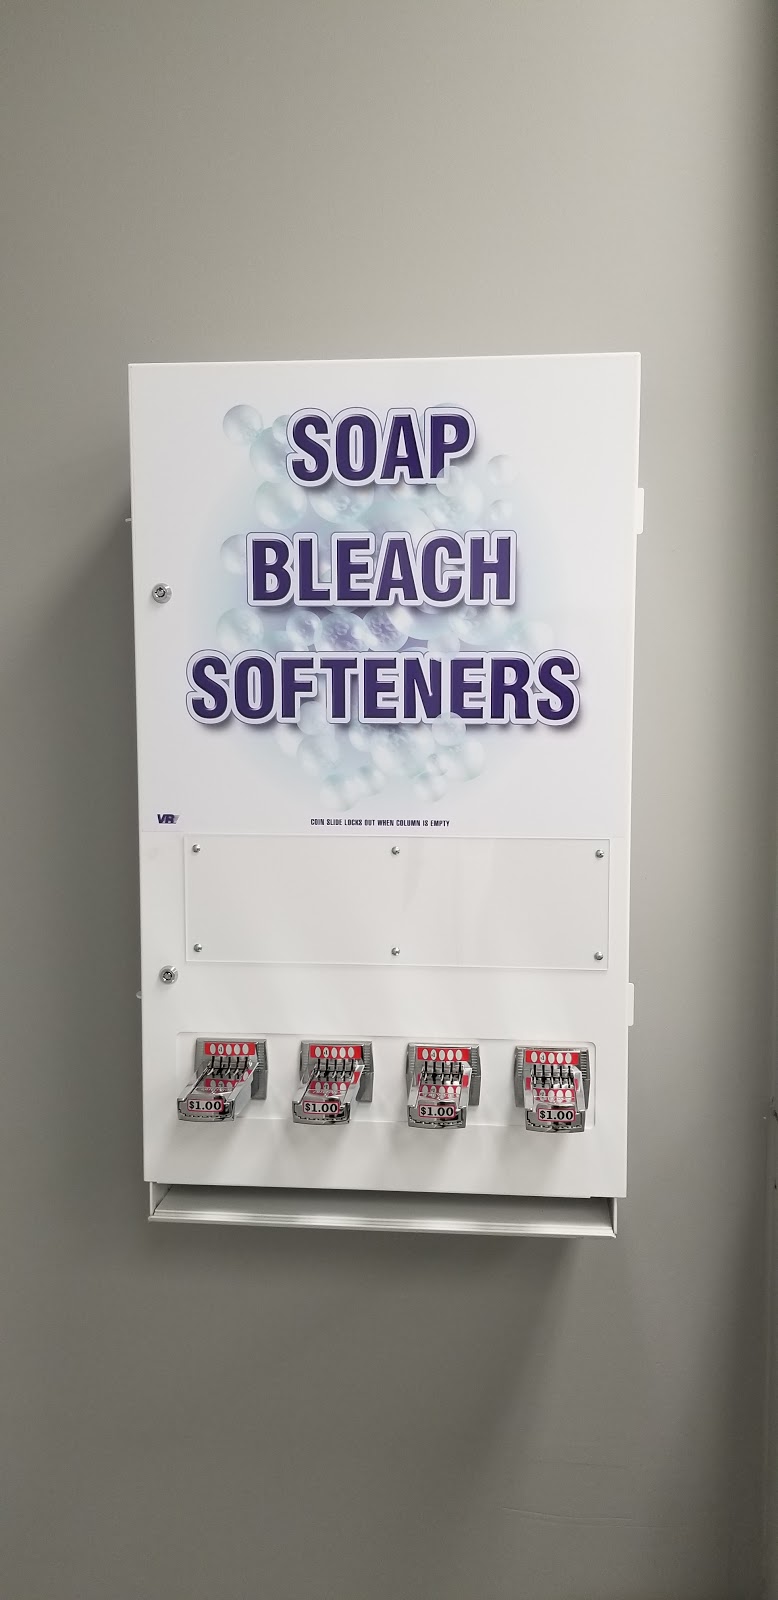 SOAP
BLEACH
SOFTENERS
VRI
COIN SLIDE LOCKS OUT WHEN COLUMN IS EMPTY
$1.00 $1.00 $1.00 $1.00